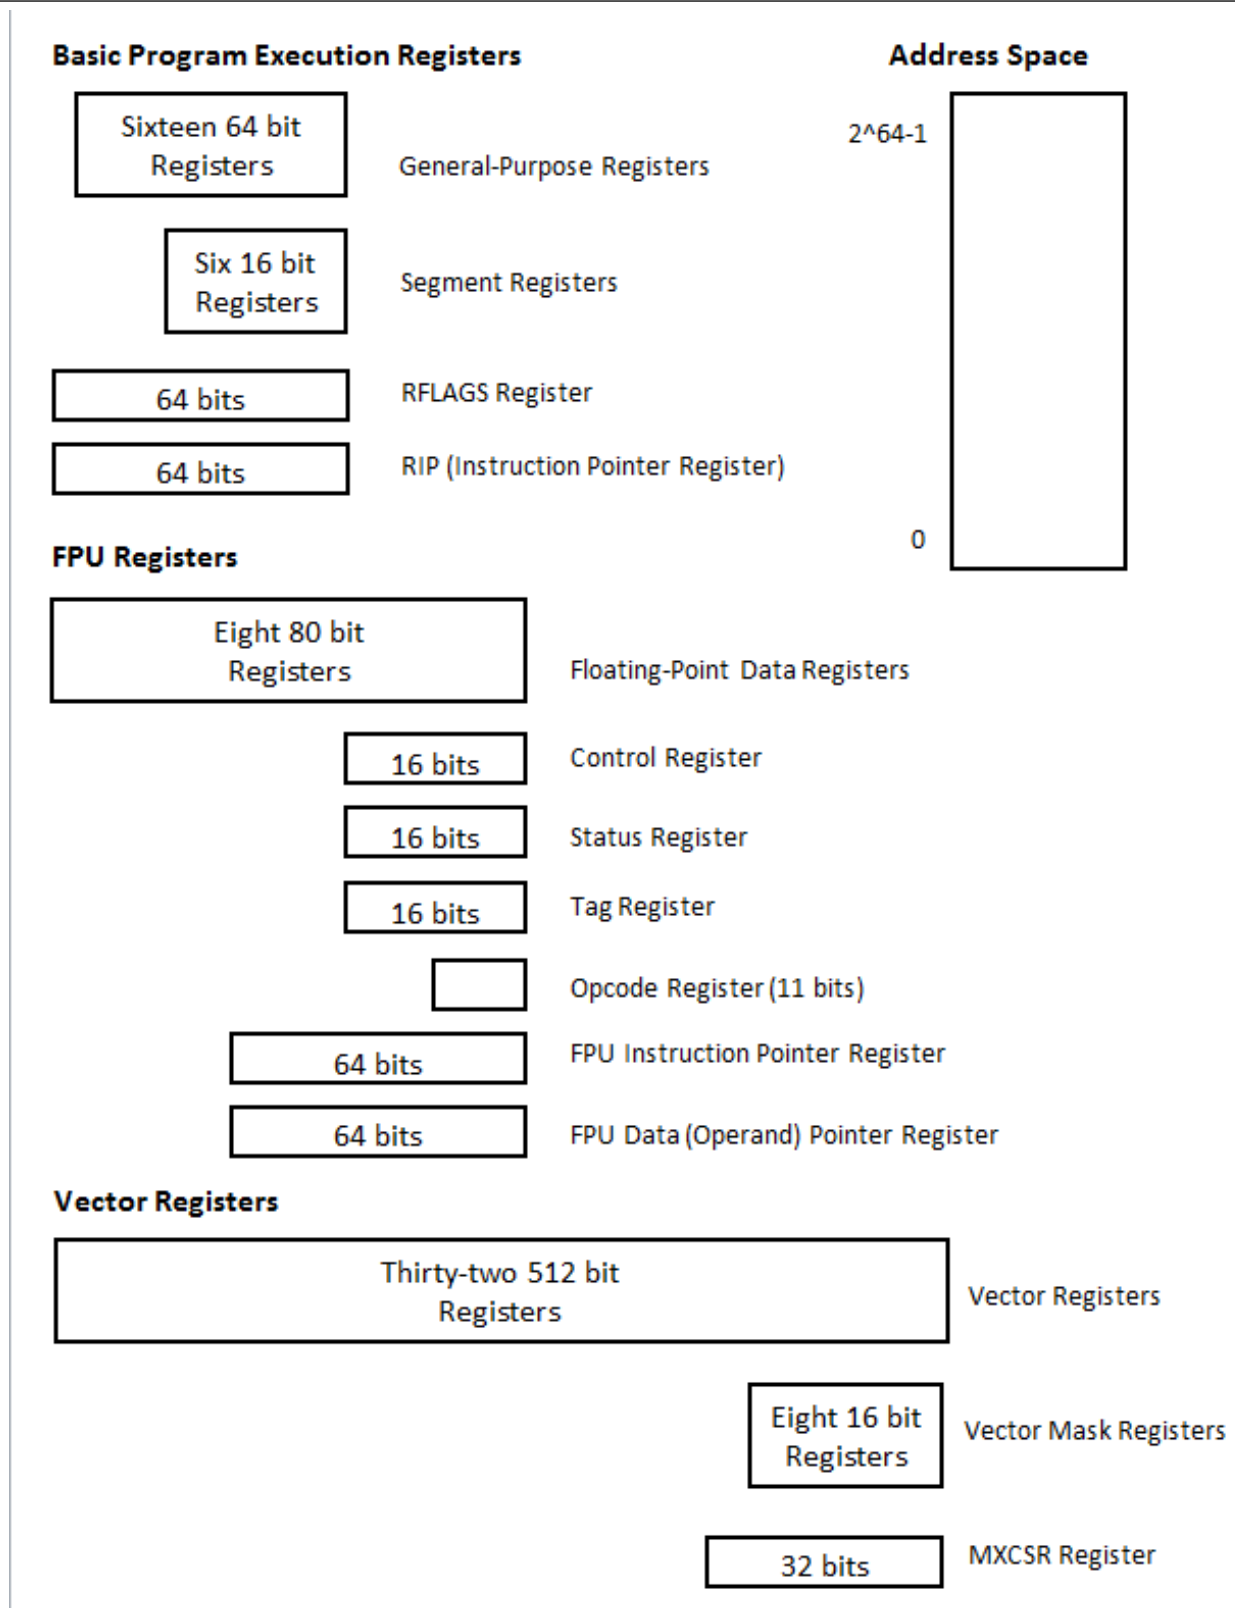 Basic Program Execution Registers
Address Space
Sixteen 64 bit
Registers
General-Purpose Registers
2^64-1
Six 16 bit
Registers
Segment Registers
64 bits
RFLAGS Register
64 bits
RIP (Instruction Pointer Register)
0
FPU Registers
Eight 80 bit
Registers
Floating-Point Data Registers
16 bits
Control Register
16 bits
Status Register
16 bits
Tag Register
Opcode Register (11 bits)
64 bits
FPU Instruction Pointer Register
64 bits
FPU Data (Operand) Pointer Register
Vector Registers
Thirty-two 512 bit
Registers
Vector Registers
Eight 16 bit
Registers
Vector Mask Registers
32 bits
MXCSR Register